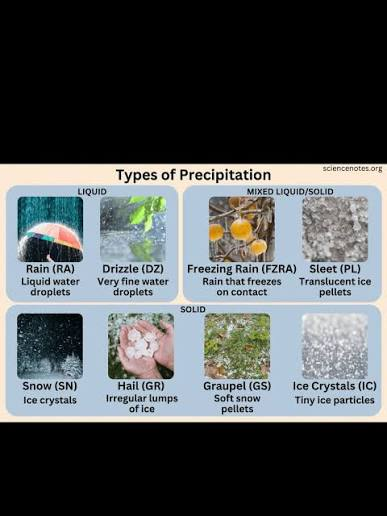 sciencenotes.org
Types of Precipitation
LIQUID
Rain (RA)
Liquid water
droplets
Drizzle (DZ)
Very fine water
droplets
MIXED LIQUID/SOLID
Freezing Rain (FZRA)
Rain that freezes
on contact
Sleet (PL)
Translucent ice
pellets
SOLID
Snow (SN)
Ice crystals
Hail (GR)
Irregular lumps
of ice
Graupel (GS)
Soft snow
pellets
Ice Crystals (IC)
Tiny ice particles